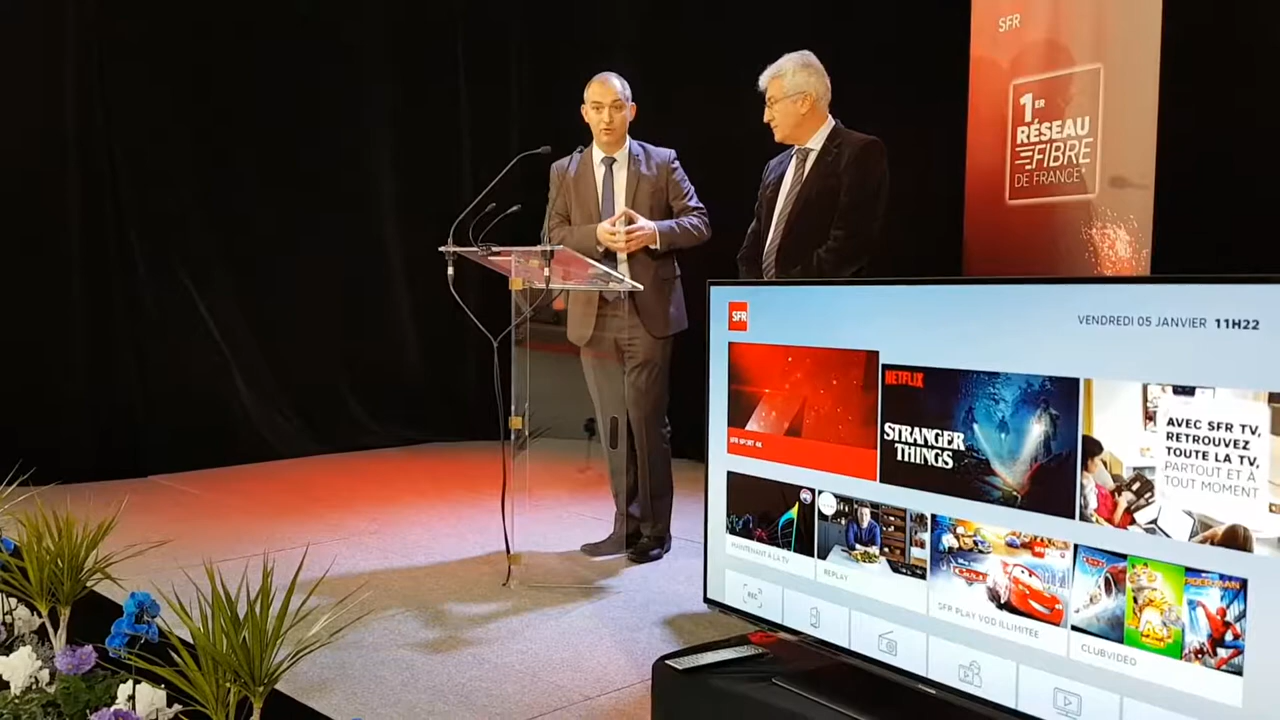 SFR
1ER
RÉSEAU
FIBRE
DE FRANCE*
SFR
VENDREDI 05 JANVIER 11H22
SFR SPORT 4K
NETFLIX
STRANGER
THINGS
AVEC SFR TV,
RETROUVEZ
TOUTE LA TV,
PARTOUT ET À
TOUT MOMENT
MAINTENANT À LA TV
REPLAY
SFR PLAY VOD ILLIMITÉE
CLUBVIDEO
SPIDER-MAN
REC